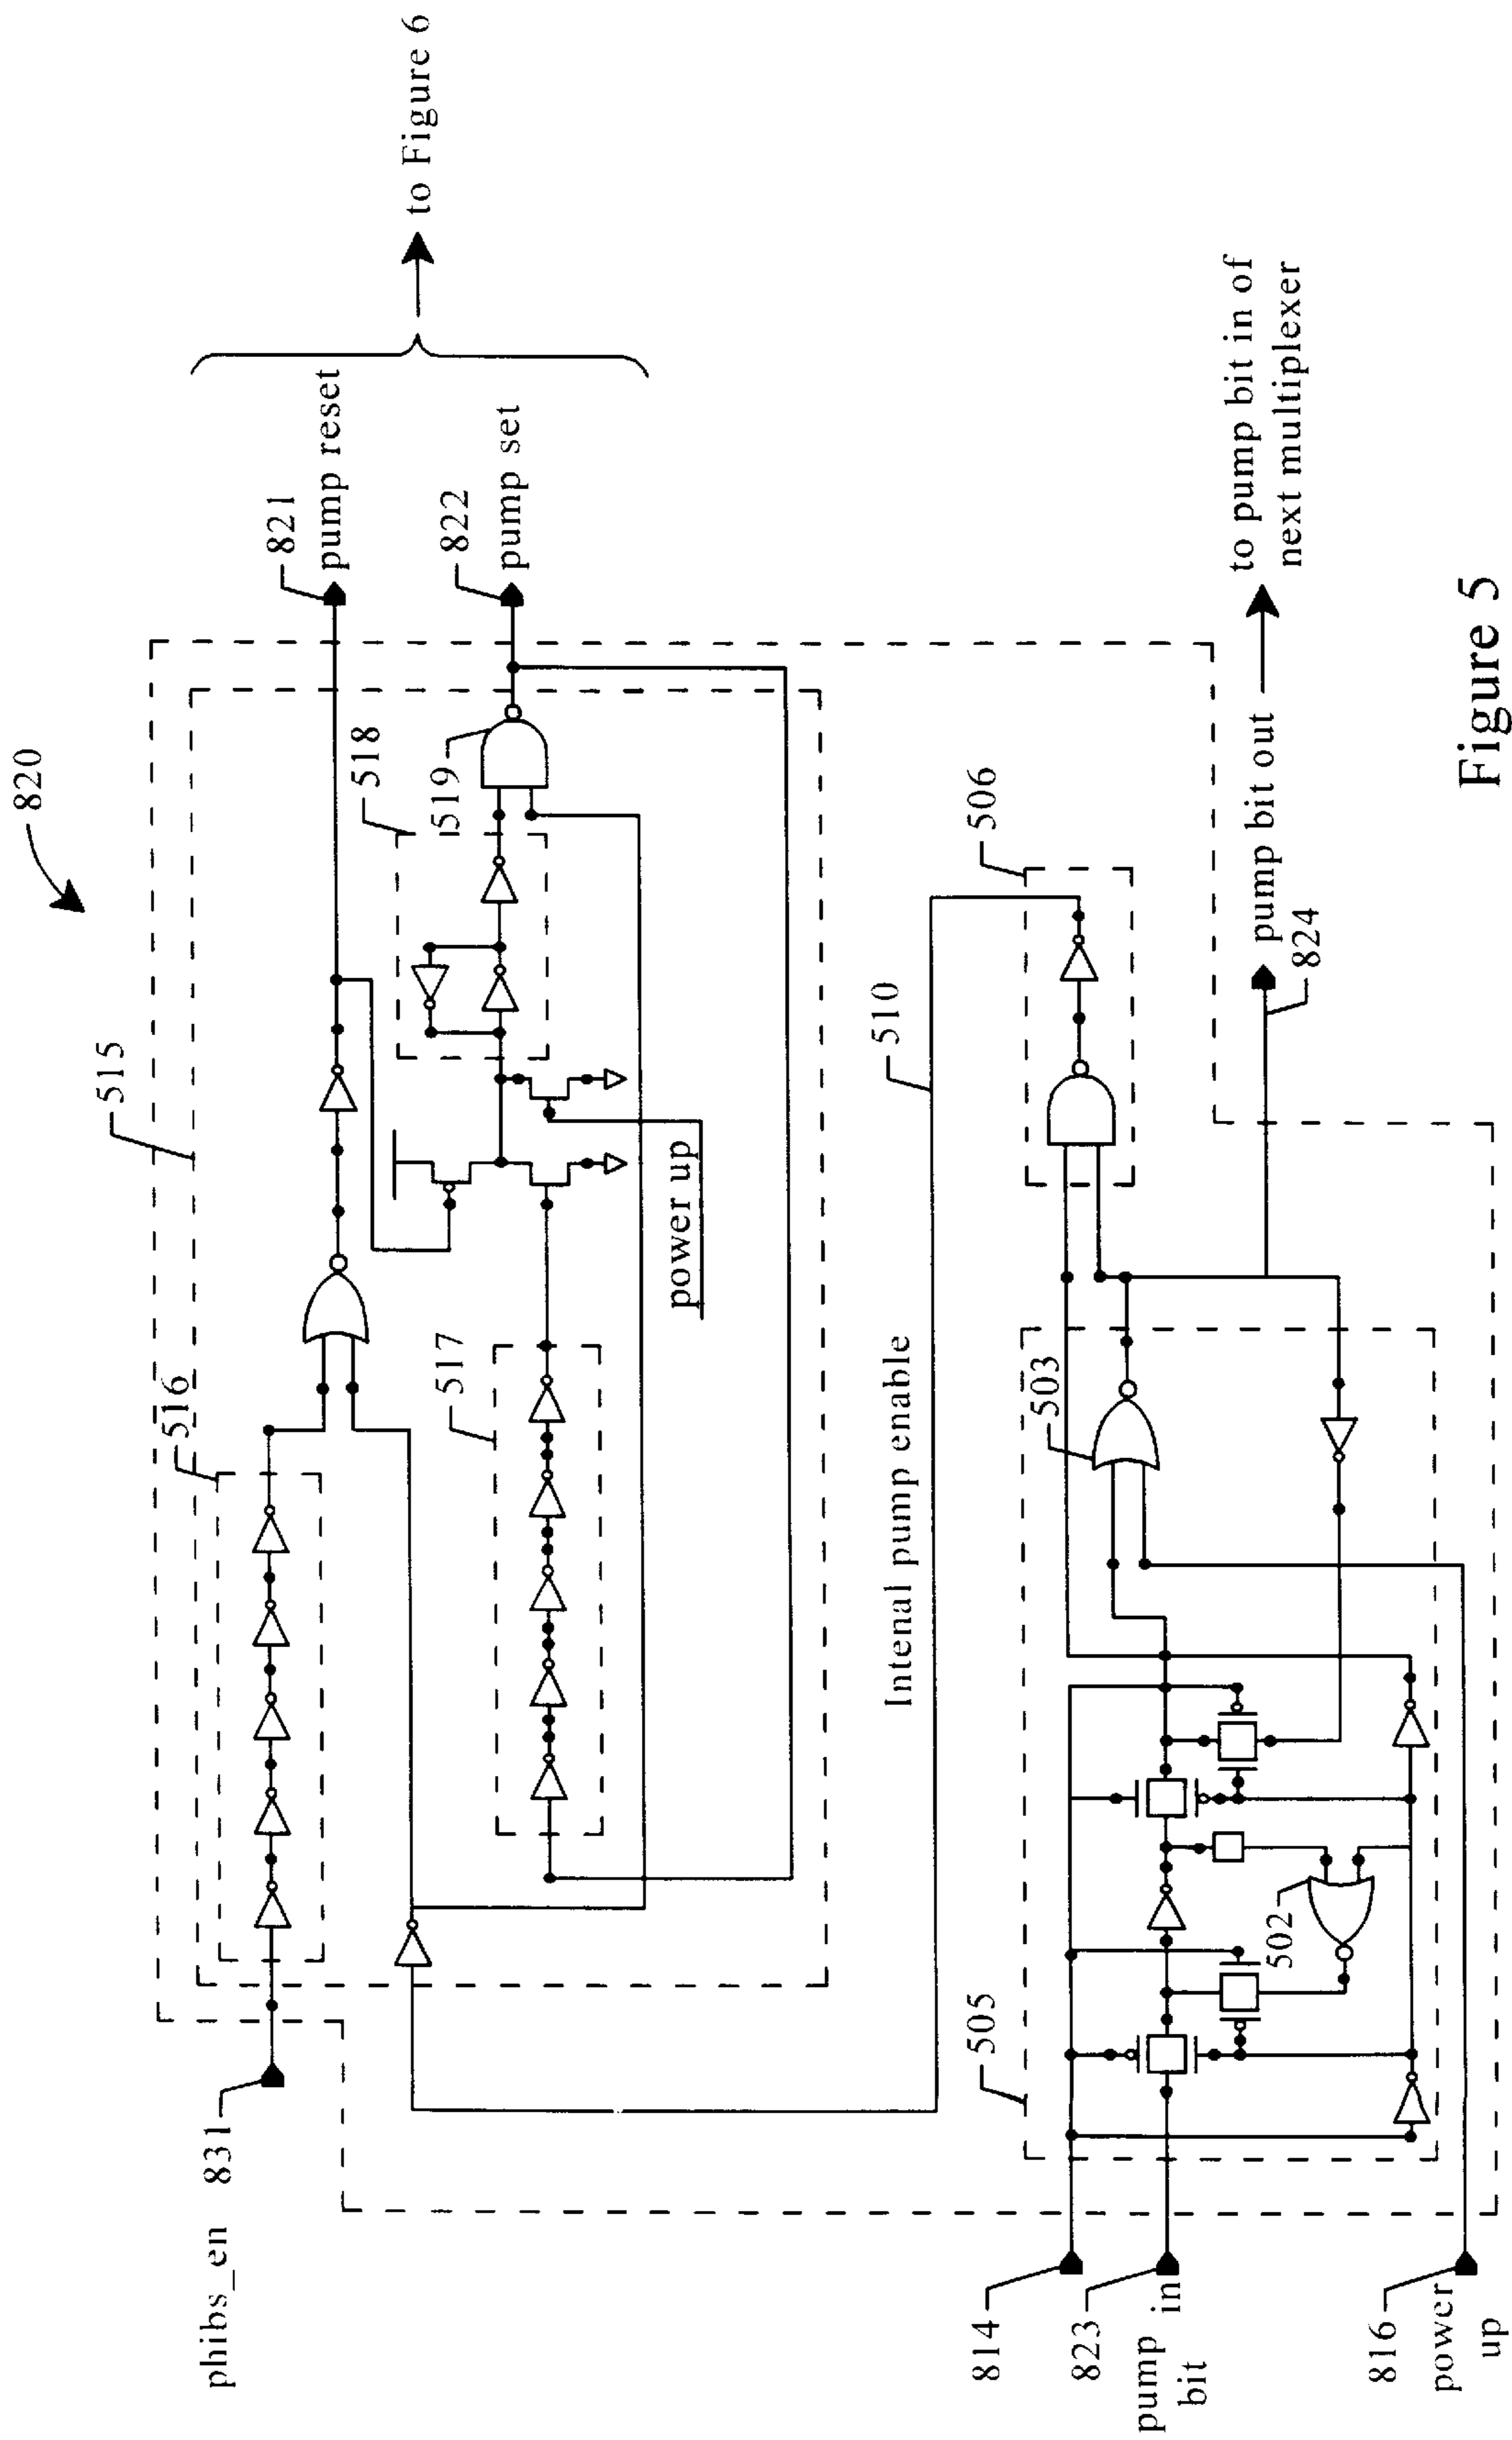 820
515
516
821
pump reset
822
pump set
to Figure 6
518
519
517
power up
phibs_en
831
Intenal pump enable
510
506
505
503
502
814
823
pump in
bit
816
power
up
pump bit out
824
to pump bit in of
next multiplexer
Figure 5